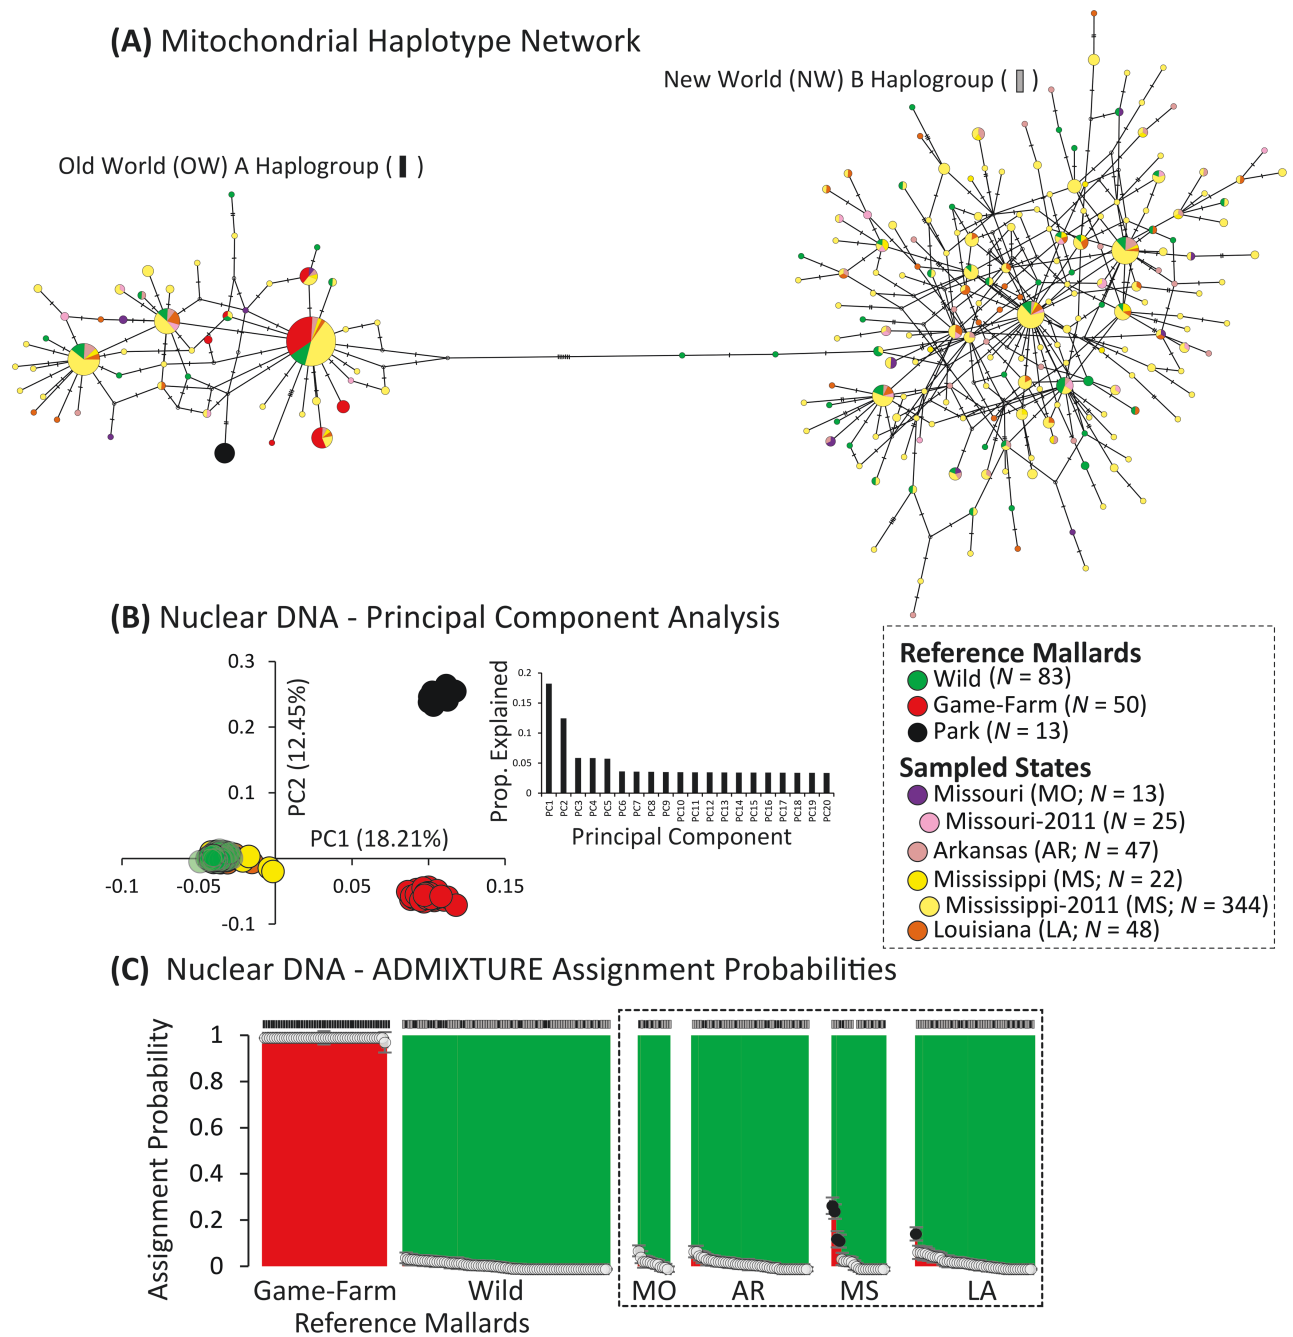 (A) Mitochondrial Haplotype Network
New World (NW) B Haplogroup ( )
Old World (OW) A Haplogroup ( )
(B) Nuclear DNA - Principal Component Analysis
0.3
0.2
0.1
-0.1
PC2 (12.45%)
PC1 (18.21%)
-0.1
-0.05
0.05
0.15
Prop. Explained
0.2
0.15
0.1
0.05
0
PC1
PC2
PC3
PC4
PC5
PC6
PC7
PC8
PC9
PC10
PC11
PC12
PC13
PC14
PC15
PC16
PC17
PC18
PC19
PC20
Principal Component
Reference Mallards
Wild (N = 83)
Game-Farm (N = 50)
Park (N = 13)
Sampled States
Missouri (MO; N = 13)
Missouri-2011 (N = 25)
Arkansas (AR; N = 47)
Mississippi (MS; N = 22)
Mississippi-2011 (MS; N = 344)
Louisiana (LA; N = 48)
(C) Nuclear DNA - ADMIXTURE Assignment Probabilities
Assignment Probability
1
0.8
0.6
0.4
0.2
0
Game-Farm
Wild
MO
AR
MS
LA
Reference Mallards